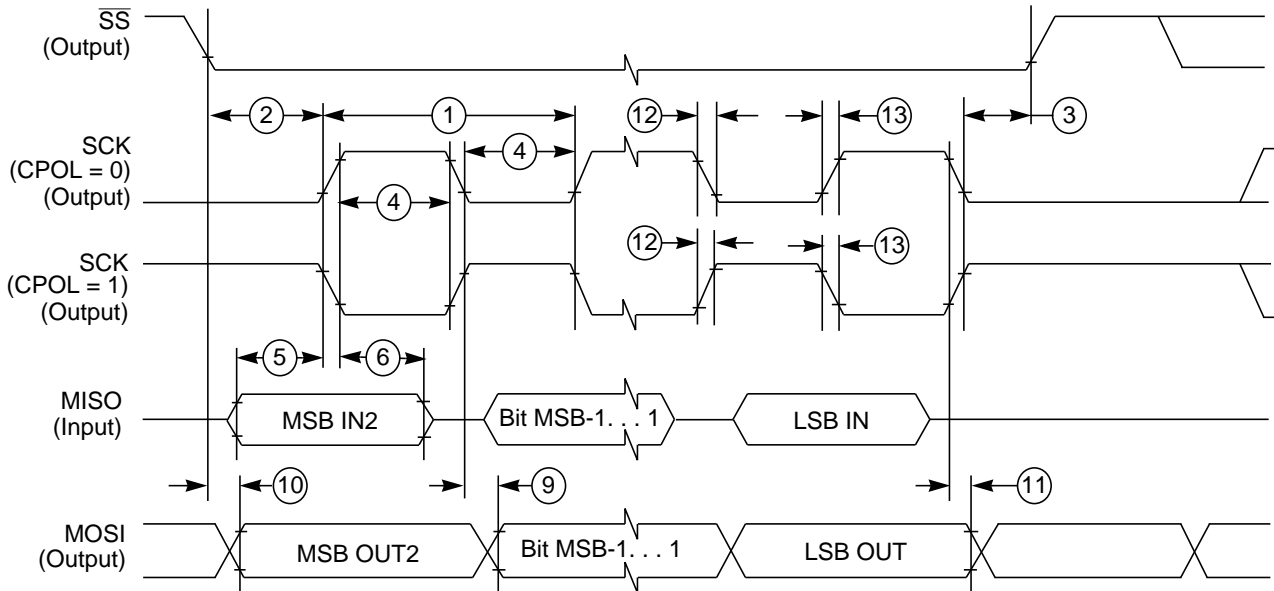 SS
(Output)
2
1
12
13
3
SCK
(CPOL = 0)
(Output)
4
4
12
13
SCK
(CPOL = 1)
(Output)
5
6
MISO
(Input)
MSB IN2
Bit MSB-1. . . 1
LSB IN
10
9
11
MOSI
(Output)
MSB OUT2
Bit MSB-1. . . 1
LSB OUT